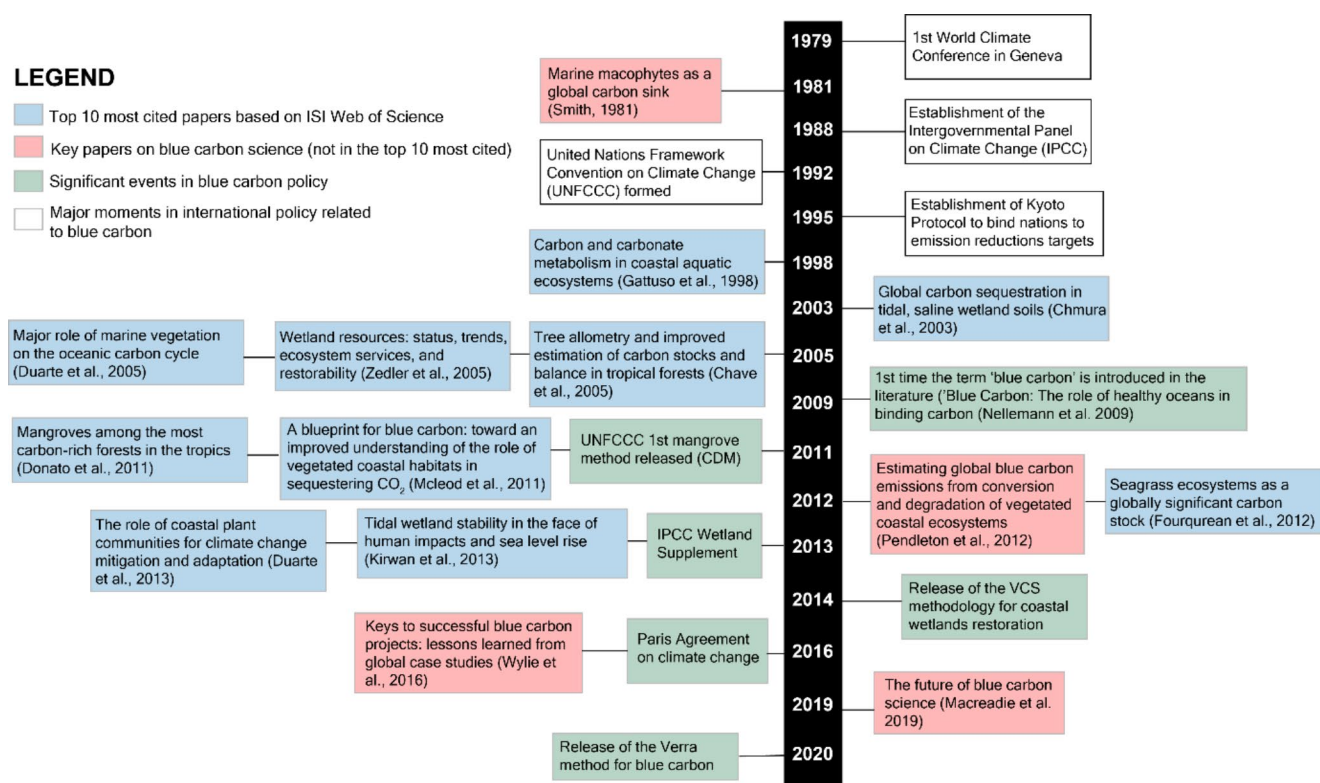 LEGEND
Top 10 most cited papers based on ISI Web of Science
Key papers on blue carbon science (not in the top 10 most cited)
Significant events in blue carbon policy
Major moments in international policy related
to blue carbon
1979
1st World Climate
Conference in Geneva
1981
Marine macophytes as a
global carbon sink
(Smith, 1981)
1988
Establishment of the
Intergovernmental Panel
on Climate Change (IPCC)
1992
United Nations Framework
Convention on Climate Change
(UNFCCC) formed
1995
Establishment of Kyoto
Protocol to bind nations to
emission reductions targets
1998
Carbon and carbonate
metabolism in coastal aquatic
ecosystems (Gattuso et al., 1998)
2003
Global carbon sequestration in
tidal, saline wetland soils (Chmura
et al., 2003)
2005
Major role of marine vegetation
on the oceanic carbon cycle
(Duarte et al., 2005)
Wetland resources: status, trends,
ecosystem services, and
restorability (Zedler et al., 2005)
Tree allometry and improved
estimation of carbon stocks and
balance in tropical forests (Chave
et al., 2005)
2009
1st time the term 'blue carbon' is introduced in the
literature ('Blue Carbon: The role of healthy oceans in
binding carbon (Nellemann et al. 2009)
2011
Mangroves among the most
carbon-rich forests in the tropics
(Donato et al., 2011)
A blueprint for blue carbon: toward an
improved understanding of the role of
vegetated coastal habitats in
sequestering CO₂ (Mcleod et al., 2011)
UNFCCC 1st mangrove
method released (CDM)
2012
Estimating global blue carbon
emissions from conversion
and degradation of vegetated
coastal ecosystems
(Pendleton et al., 2012)
Seagrass ecosystems as a
globally significant carbon
stock (Fourqurean et al., 2012)
2013
The role of coastal plant
communities for climate change
mitigation and adaptation (Duarte
et al., 2013)
Tidal wetland stability in the face of
human impacts and sea level rise
(Kirwan et al., 2013)
IPCC Wetland
Supplement
2014
Release of the VCS
methodology for coastal
wetlands restoration
2016
Keys to successful blue carbon
projects: lessons learned from
global case studies (Wylie et
al., 2016)
Paris Agreement
on climate change
2019
The future of blue carbon
science (Macreadie et al.
2019)
2020
Release of the Verra
method for blue carbon